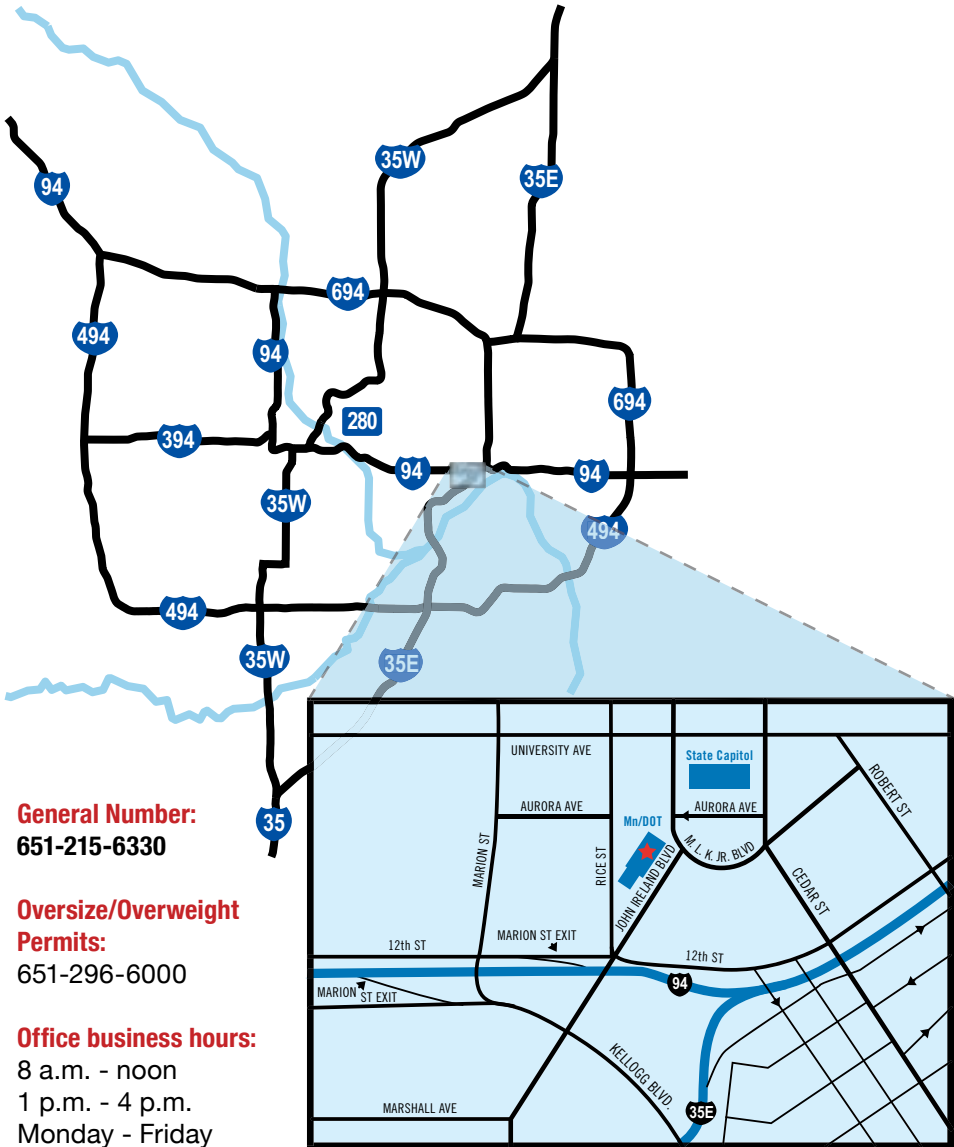 35W
35E
94
694
494
94
694
280
394
94
94
35W
494
494
35W
35E
35
General Number:
651-215-6330
Oversize/Overweight
Permits:
651-296-6000
Office business hours:
8 a.m. - noon
1 p.m. - 4 p.m.
Monday - Friday
UNIVERSITY AVE
State Capitol
ROBERT ST
AURORA AVE
AURORA AVE
Mn/DOT
MARION ST
RICE ST
JOHN IRELAND BLVD
M. L. K. JR. BLVD
CEDAR ST
12th ST
MARION ST EXIT
12th ST
94
MARION
ST EXIT
KELLOGG BLVD.
35E
MARSHALL AVE